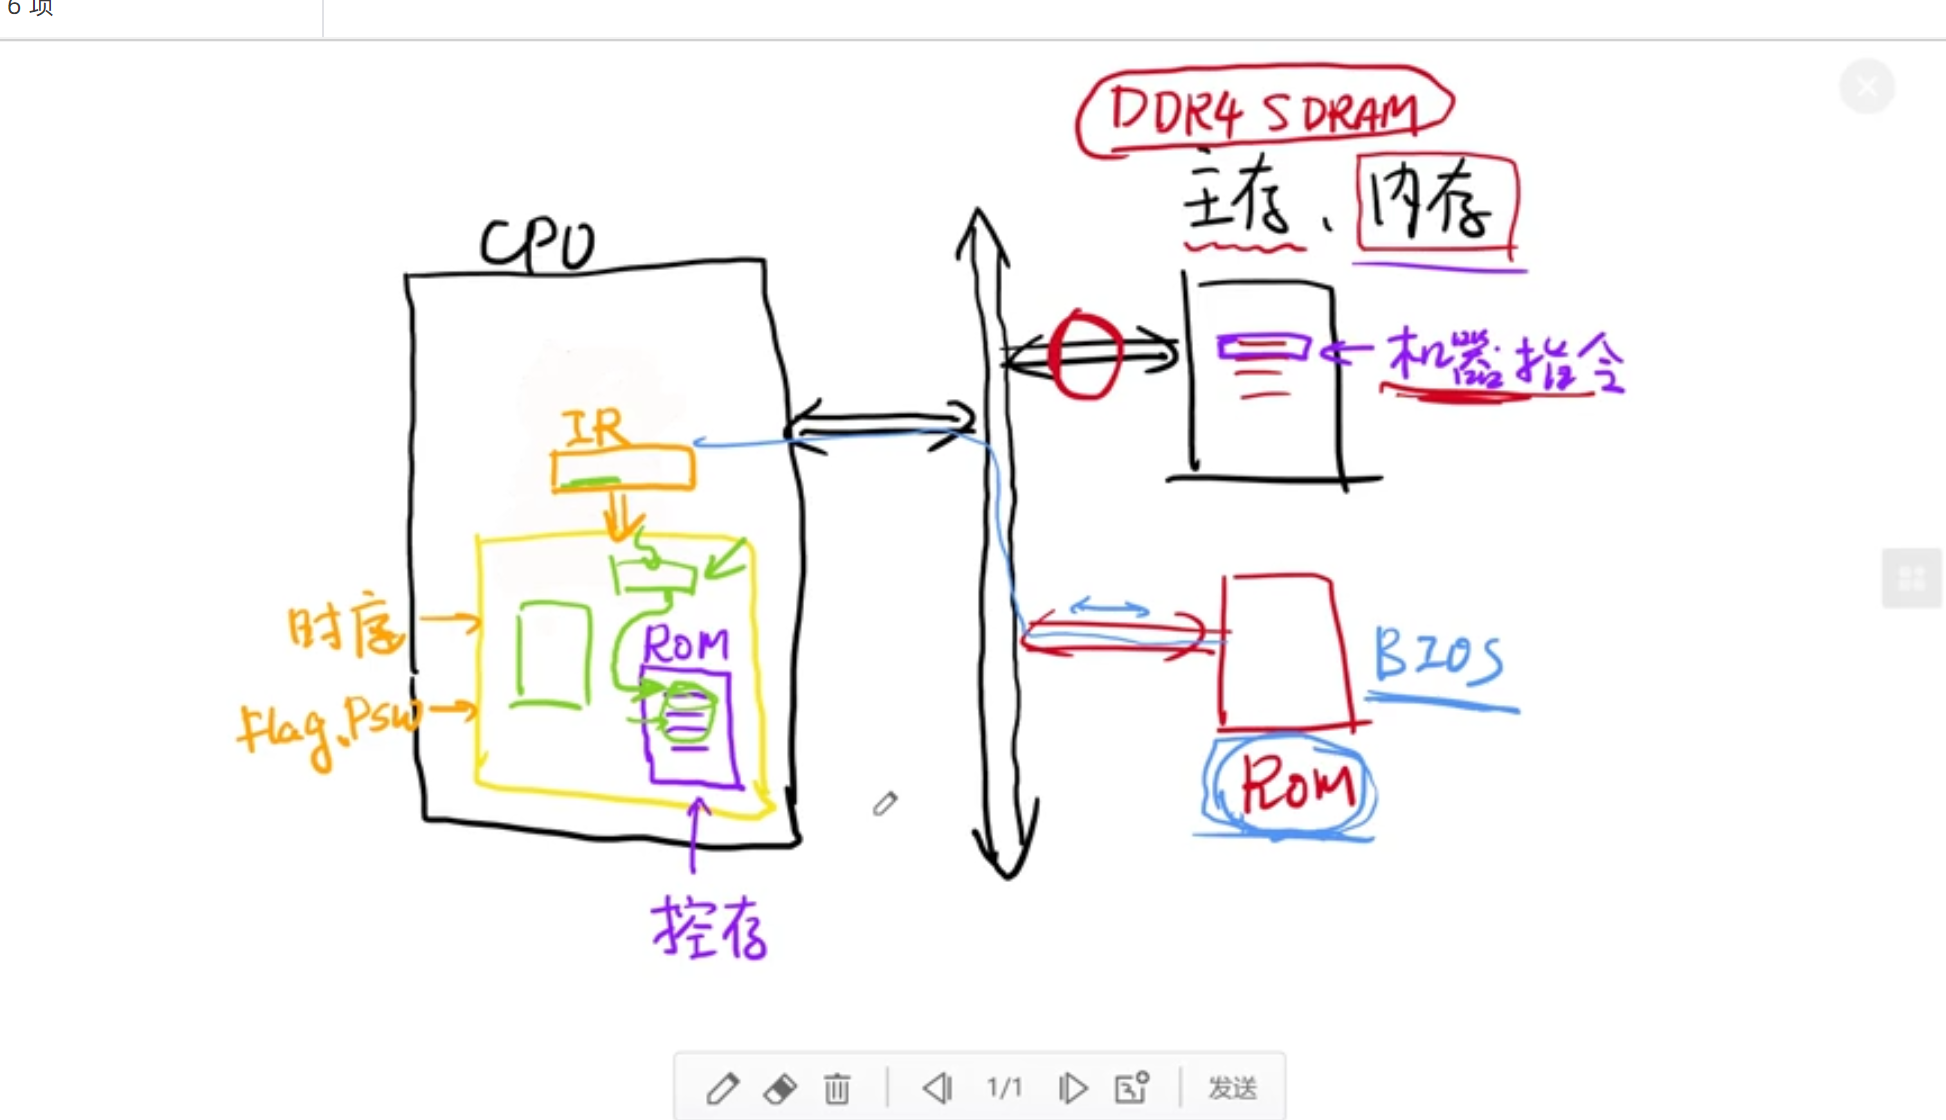 6 项
DDR4 SDRAM
主存、内存
CPU
机器指令
IR
时序
ROM
BIOS
Flag.PSW
ROM
控存
1/1
发送